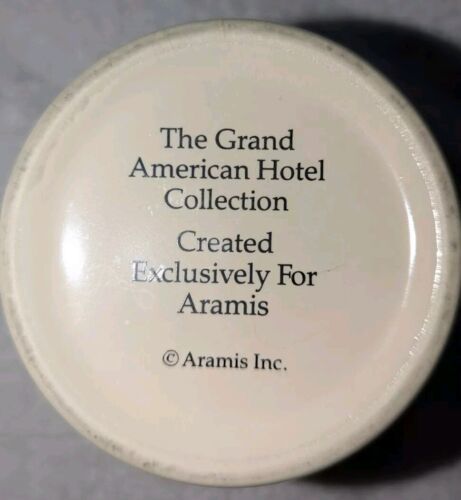 The Grand
American Hotel
Collection
Created
Exclusively For
Aramis
© Aramis Inc.